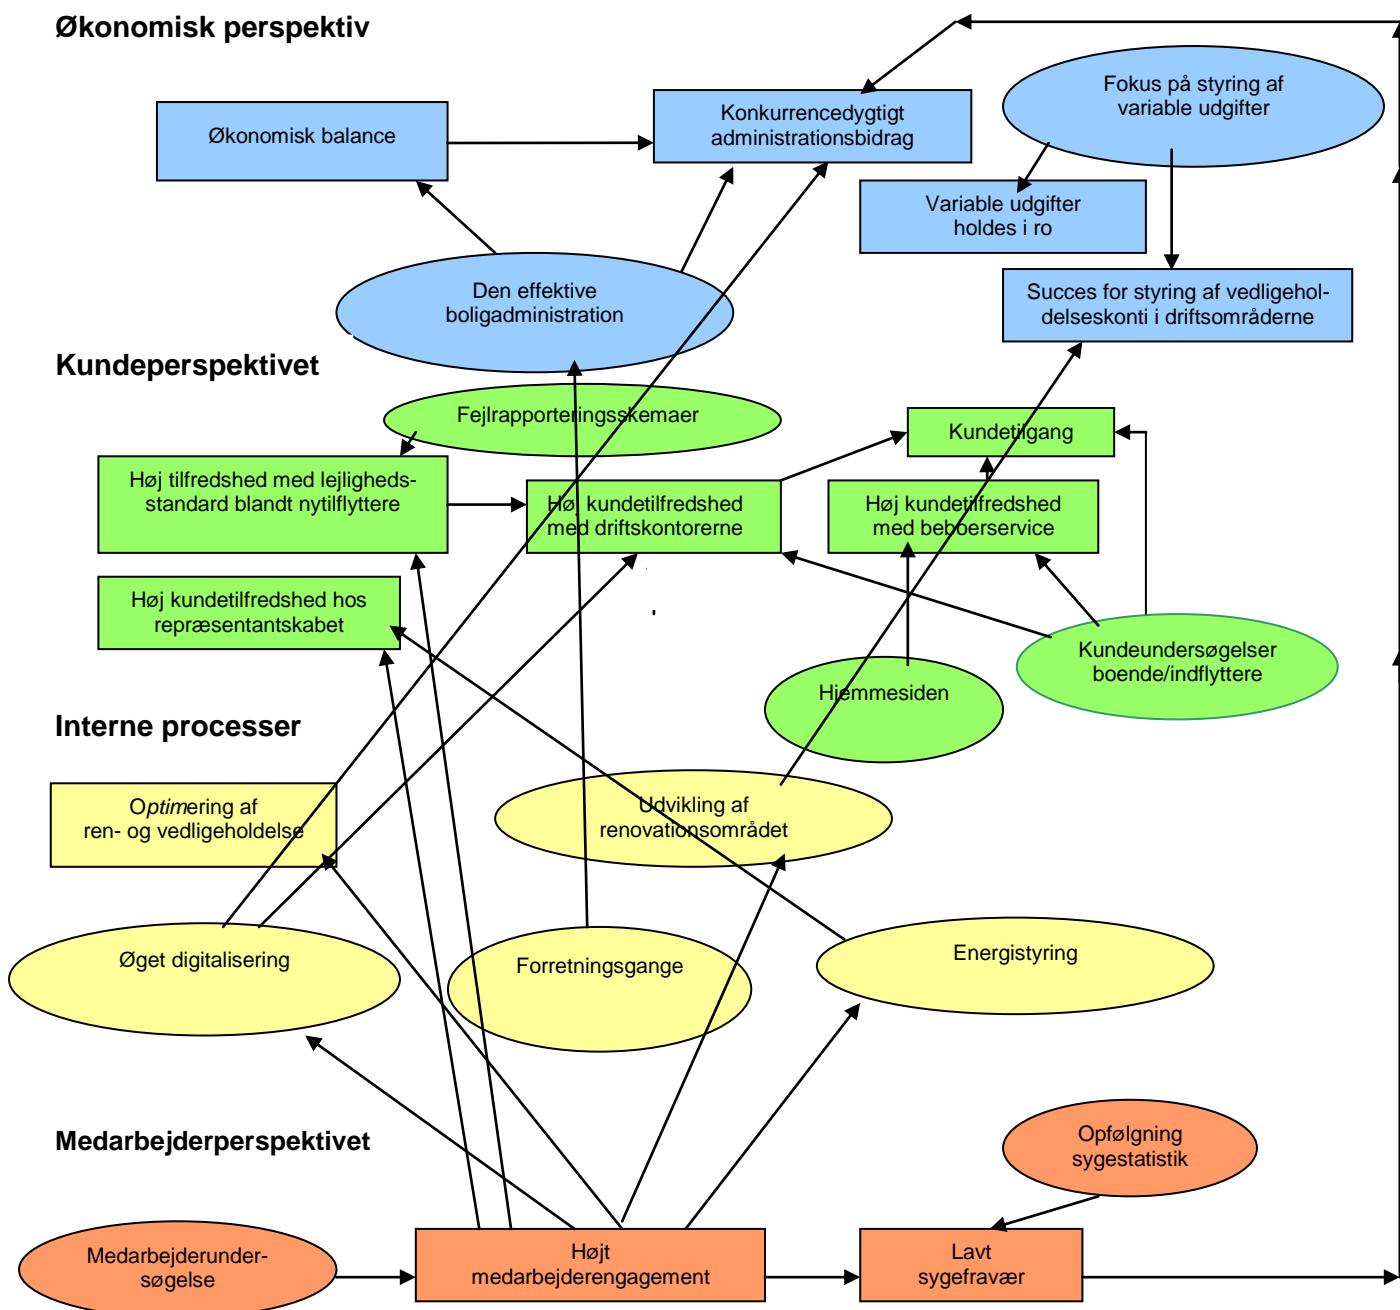 Økonomisk perspektiv
Fokus på styring af
variable udgifter
Konkurrencedygtigt
administrationsbidrag
Økonomisk balance
Variable udgifter
holdes i ro
Den effektive
boligadministration
Succes for styring af vedligehol-
delseskonti i driftsområderne
Kundeperspektivet
Fejlrapporteringsskemaer
Kundetilgang
Høj tilfredshed med lejligheds-
standard blandt nytilflyttere
Høj kundetilfredshed
med driftskontorerne
Høj kundetilfredshed
med beboerservice
Høj kundetilfredshed hos
repræsentantskabet
Kundeundersøgelser
boende/indflyttere
Hjemmesiden
Interne processer
Optimering af
ren- og vedligeholdelse
Udvikling af
renovationsområdet
Øget digitalisering
Forretningsgange
Energistyring
Medarbejderperspektivet
Opfølgning
sygestatistik
Medarbejderunder-
søgelse
Højt
medarbejderengagement
Lavt
sygefravær